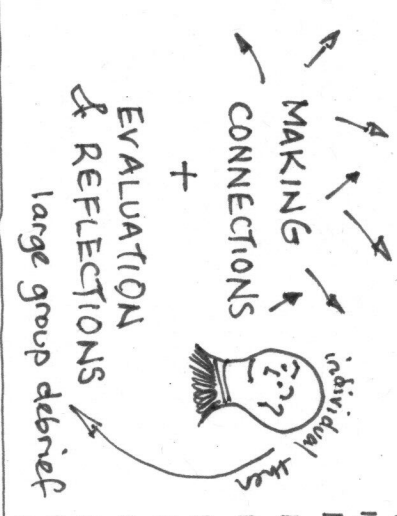 MAKING
CONNECTIONS
+
EVALUATION
& REFLECTIONS
individual then
large group debrief